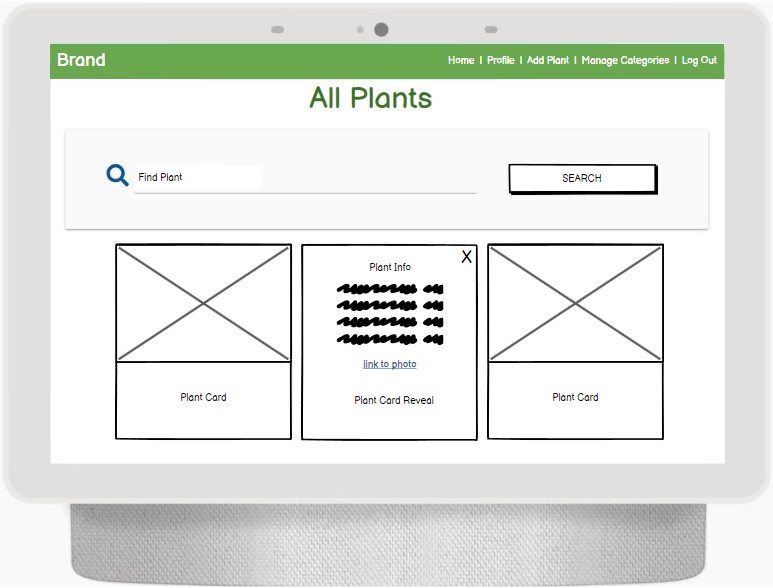 Brand
Home | Profile | Add Plant | Manage Categories | Log Out
All Plants
Find Plant
SEARCH
X
Plant Info
link to photo
Plant Card
Plant Card Reveal
Plant Card